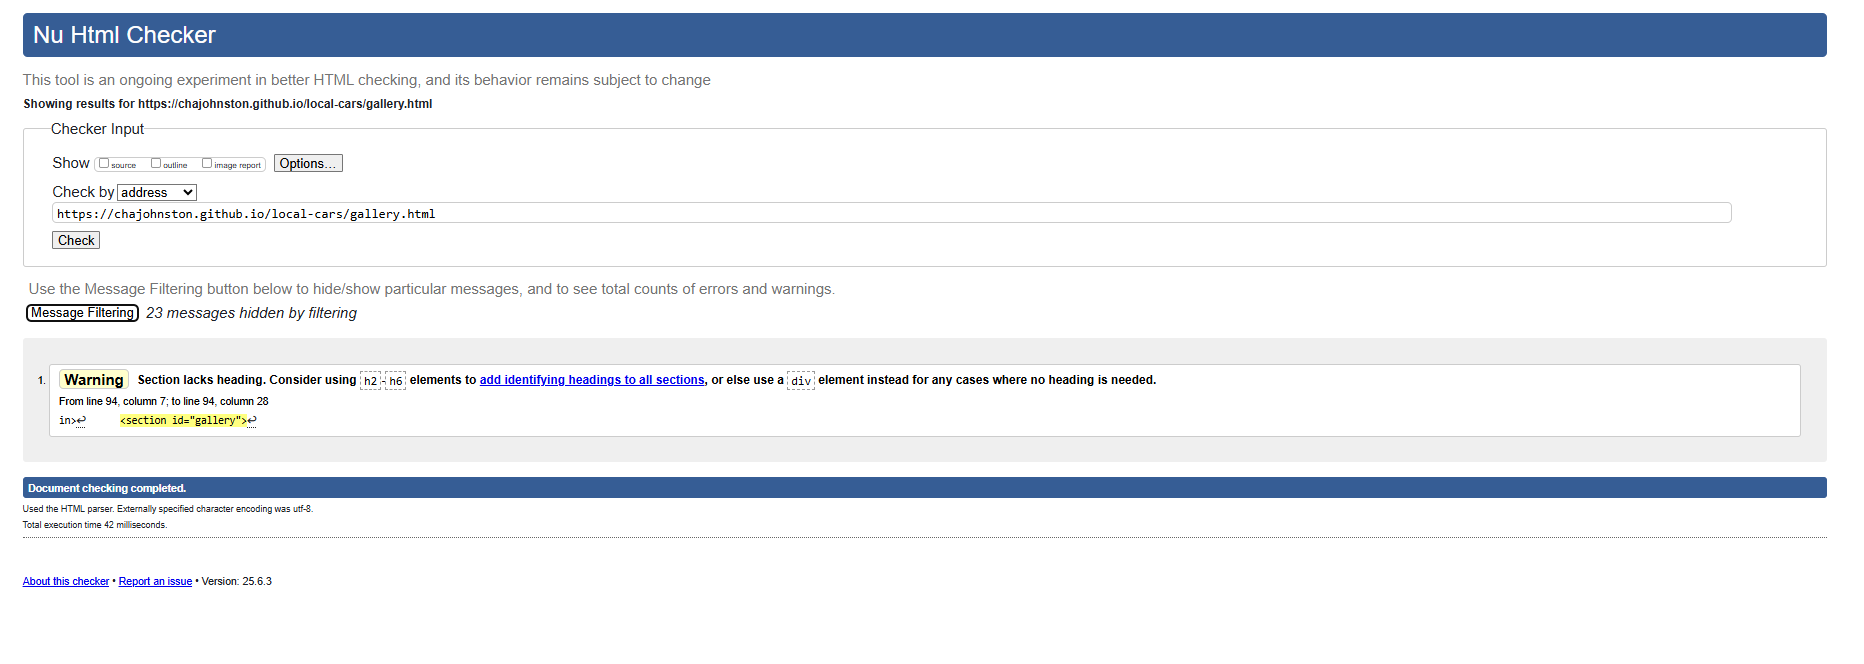 Nu Html Checker
This tool is an ongoing experiment in better HTML checking, and its behavior remains subject to change
Showing results for https://chajohnston.github.io/local-cars/gallery.html
Checker Input
Show source outline image report Options...
Check by address
https://chajohnston.github.io/local-cars/gallery.html
Check
Use the Message Filtering button below to hide/show particular messages, and to see total counts of errors and warnings.
Message Filtering 23 messages hidden by filtering
1. Warning Section lacks heading. Consider using h2-h6 elements to add identifying headings to all sections, or else use a div element instead for any cases where no heading is needed.
From line 94, column 7; to line 94, column 28
in>↩ <section id="gallery">↩
Document checking completed.
Used the HTML parser. Externally specified character encoding was utf-8.
Total execution time 42 milliseconds.
About this checker • Report an issue • Version: 25.6.3